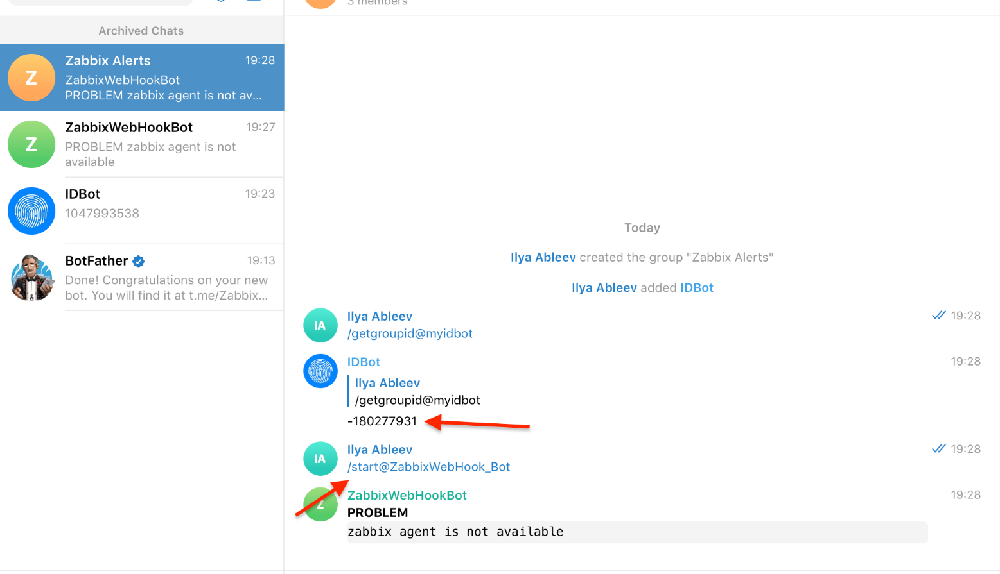 Archived Chats
Z
Zabbix Alerts
19:28
ZabbixWebHookBot
PROBLEM zabbix agent is not av...
Z
ZabbixWebHookBot
19:27
PROBLEM zabbix agent is not
available
IDBot
19:23
1047993538
BotFather
19:13
Done! Congratulations on your new
bot. You will find it at t.me/Zabbix...
3 members
Today
Ilya Ableev created the group "Zabbix Alerts"
Ilya Ableev added IDBot
IA
Ilya Ableev
19:28
/getgroupid@myidbot
IDBot
19:28
Ilya Ableev
/getgroupid@myidbot
-180277931
IA
Ilya Ableev
19:28
/start@ZabbixWebHook_Bot
Z
ZabbixWebHookBot
19:28
PROBLEM
zabbix agent is not available